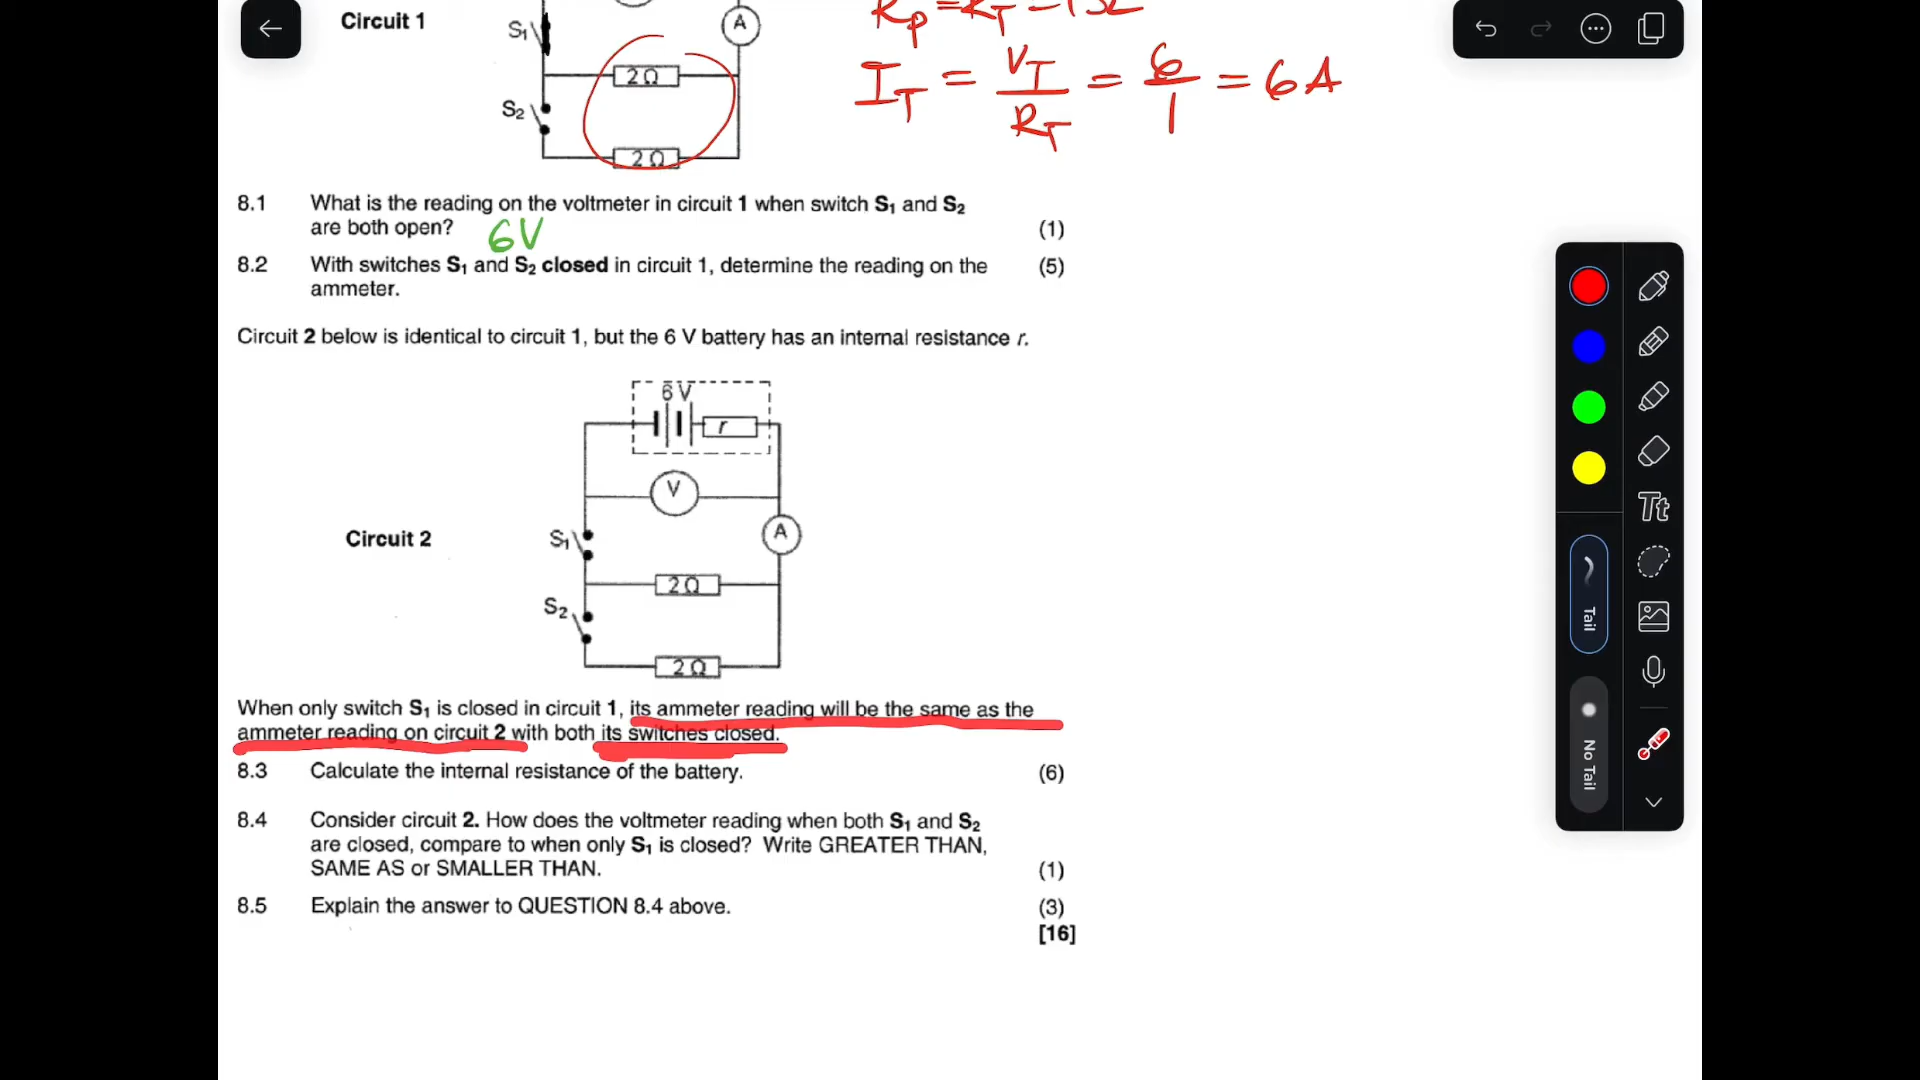 Circuit 1
S₁
A
2 Ω
S₂
2 Ω
Rp = RT = 1Ω
IT = VT/RT = 6/1 = 6 A
8.1 What is the reading on the voltmeter in circuit 1 when switch S₁ and S₂
are both open? 6V (1)
8.2 With switches S₁ and S₂ closed in circuit 1, determine the reading on the (5)
ammeter.
Circuit 2 below is identical to circuit 1, but the 6 V battery has an internal resistance r.
6 V
r
V
Circuit 2
S₁
A
2 Ω
S₂
2 Ω
When only switch S₁ is closed in circuit 1, its ammeter reading will be the same as the
ammeter reading on circuit 2 with both its switches closed.
8.3 Calculate the internal resistance of the battery. (6)
8.4 Consider circuit 2. How does the voltmeter reading when both S₁ and S₂
are closed, compare to when only S₁ is closed? Write GREATER THAN,
SAME AS or SMALLER THAN. (1)
8.5 Explain the answer to QUESTION 8.4 above. (3)
[16]
Tt
Tail
No Tail